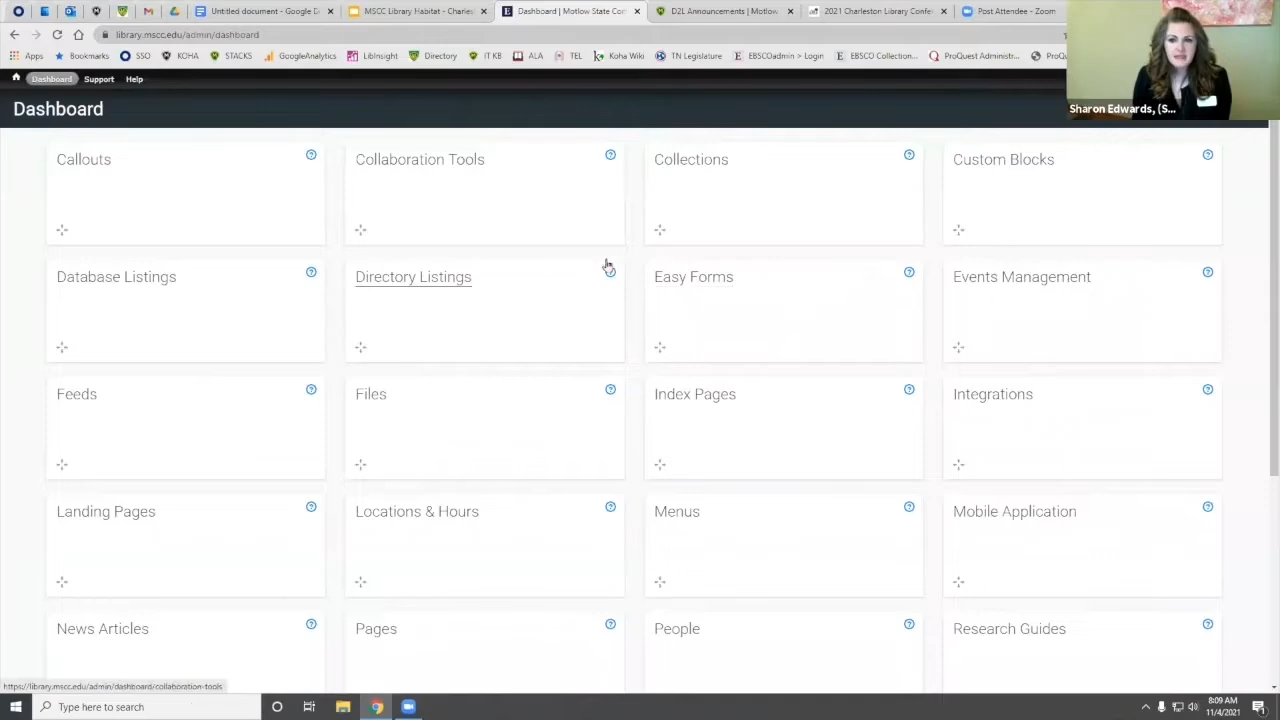 Untitled document - Google D
MSCC Library Habitat - Charles
Dashboard | Motlow State Com
D2L Announcements | Motlow
2021 Charleston Library Confer
Post Attendee - Zoom
library.mscc.edu/admin/dashboard
Apps
Bookmarks
SSO
KOHA
STACKS
GoogleAnalytics
LibInsight
Directory
IT KB
ALA
TEL
Koha Wiki
TN Legislature
EBSCOadmin > Login
EBSCO Collection...
ProQuest Administr...
ProQ
Dashboard Support Help
Sharon Edwards, (S...
Dashboard
Callouts
Collaboration Tools
Collections
Custom Blocks
Database Listings
Directory Listings
Easy Forms
Events Management
Feeds
Files
Index Pages
Integrations
Landing Pages
Locations & Hours
Menus
Mobile Application
News Articles
Pages
People
Research Guides
https://library.mscc.edu/admin/dashboard/collaboration-tools
Type here to search
8:09 AM
11/4/2021